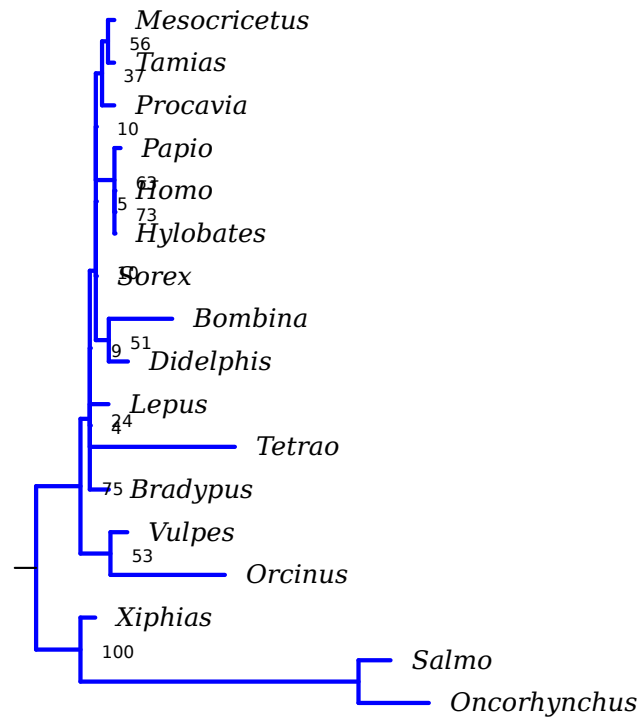 Mesocricetus
56
Tamias
37
Procavia
10
Papio
63
Homo
5
73
Hylobates
10
Sorex
Bombina
51
9
Didelphis
Lepus
24
4
Tetrao
75 Bradypus
Vulpes
53
Orcinus
Xiphias
100
Salmo
Oncorhynchus